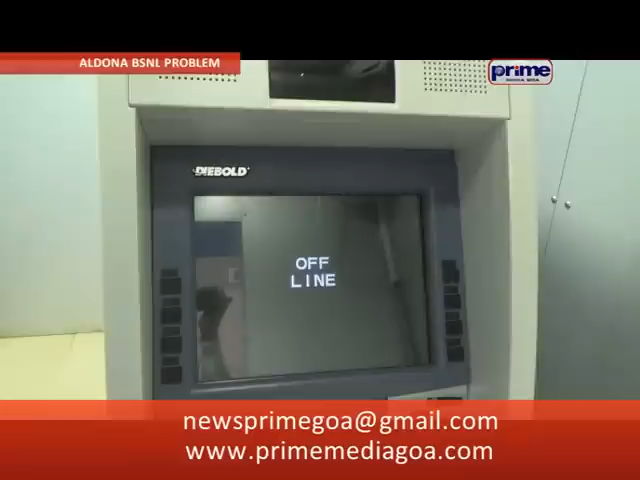 ALDONA BSNL PROBLEM
prime
DIEBOLD
OFF
LINE
newsprimegoa@gmail.com
www.primemediagoa.com